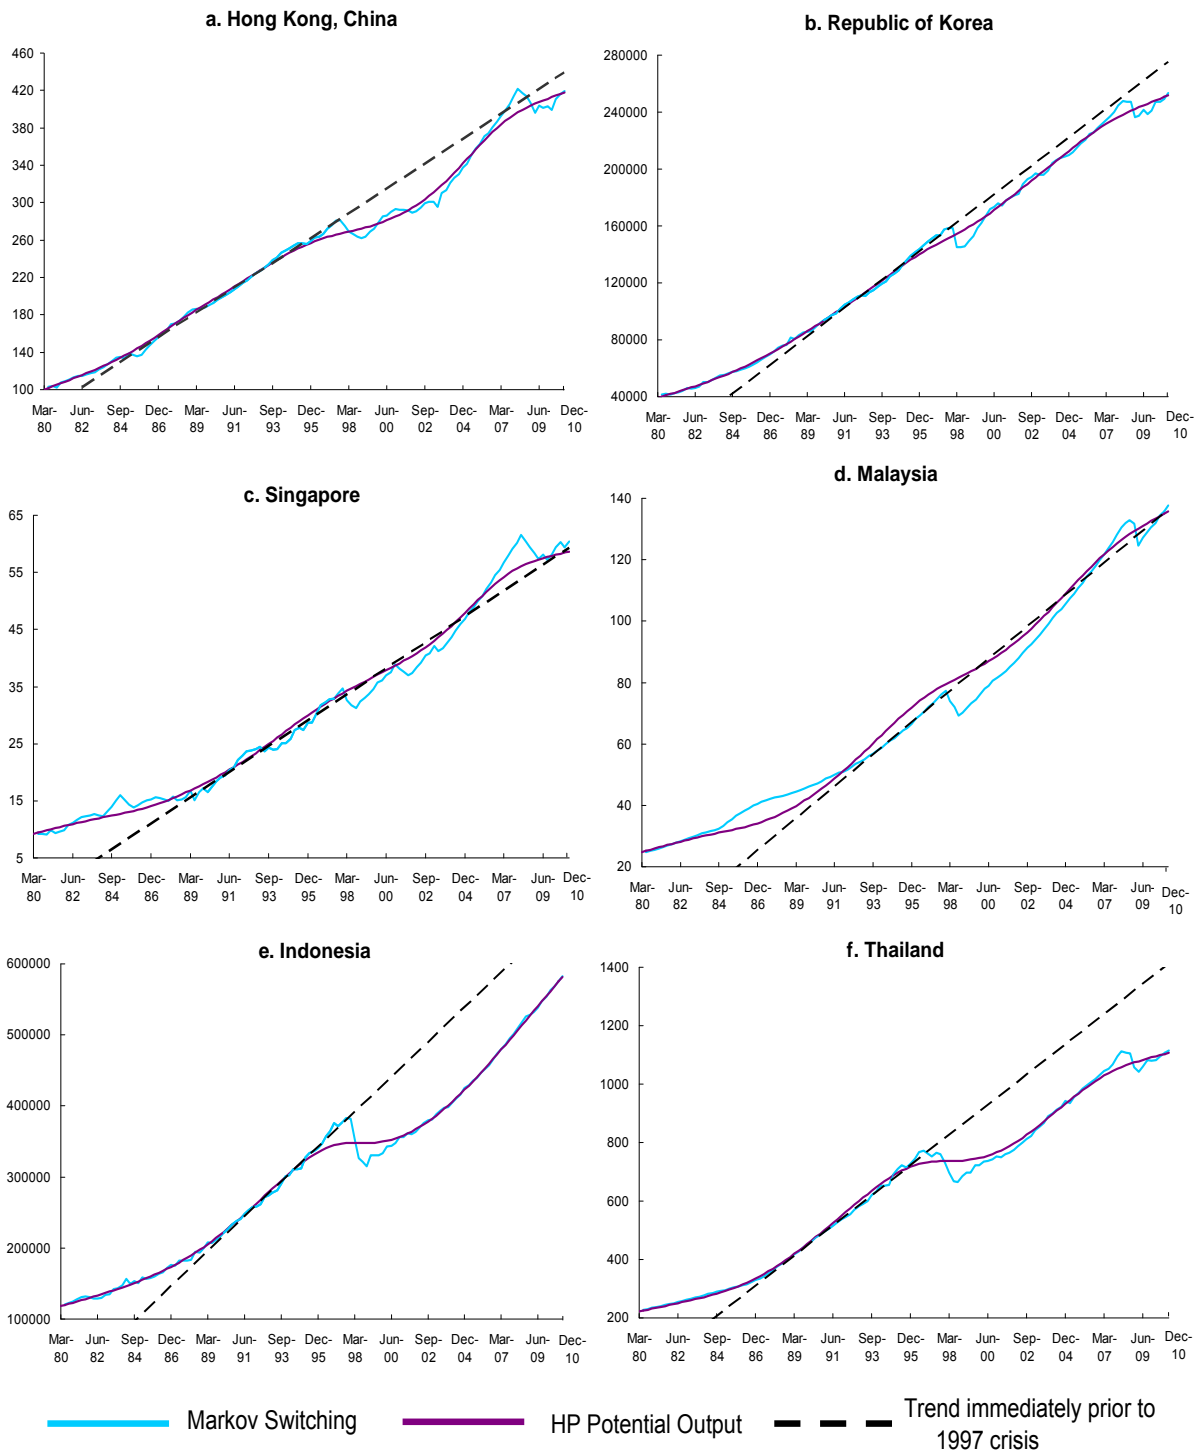 a. Hong Kong, China
460
420
380
340
300
260
220
180
140
100
Mar-80 Jun-82 Sep-84 Dec-86 Mar-89 Jun-91 Sep-93 Dec-95 Mar-98 Jun-00 Sep-02 Dec-04 Mar-07 Jun-09 Dec-10
b. Republic of Korea
280000
240000
200000
160000
120000
80000
40000
Mar-80 Jun-82 Sep-84 Dec-86 Mar-89 Jun-91 Sep-93 Dec-95 Mar-98 Jun-00 Sep-02 Dec-04 Mar-07 Jun-09 Dec-10
c. Singapore
65
55
45
35
25
15
5
Mar-80 Jun-82 Sep-84 Dec-86 Mar-89 Jun-91 Sep-93 Dec-95 Mar-98 Jun-00 Sep-02 Dec-04 Mar-07 Jun-09 Dec-10
d. Malaysia
140
120
100
80
60
40
20
Mar-80 Jun-82 Sep-84 Dec-86 Mar-89 Jun-91 Sep-93 Dec-95 Mar-98 Jun-00 Sep-02 Dec-04 Mar-07 Jun-09 Dec-10
e. Indonesia
600000
500000
400000
300000
200000
100000
Mar-80 Jun-82 Sep-84 Dec-86 Mar-89 Jun-91 Sep-93 Dec-95 Mar-98 Jun-00 Sep-02 Dec-04 Mar-07 Jun-09 Dec-10
f. Thailand
1400
1200
1000
800
600
400
200
Mar-80 Jun-82 Sep-84 Dec-86 Mar-89 Jun-91 Sep-93 Dec-95 Mar-98 Jun-00 Sep-02 Dec-04 Mar-07 Jun-09 Dec-10
Markov Switching
HP Potential Output
Trend immediately prior to
1997 crisis